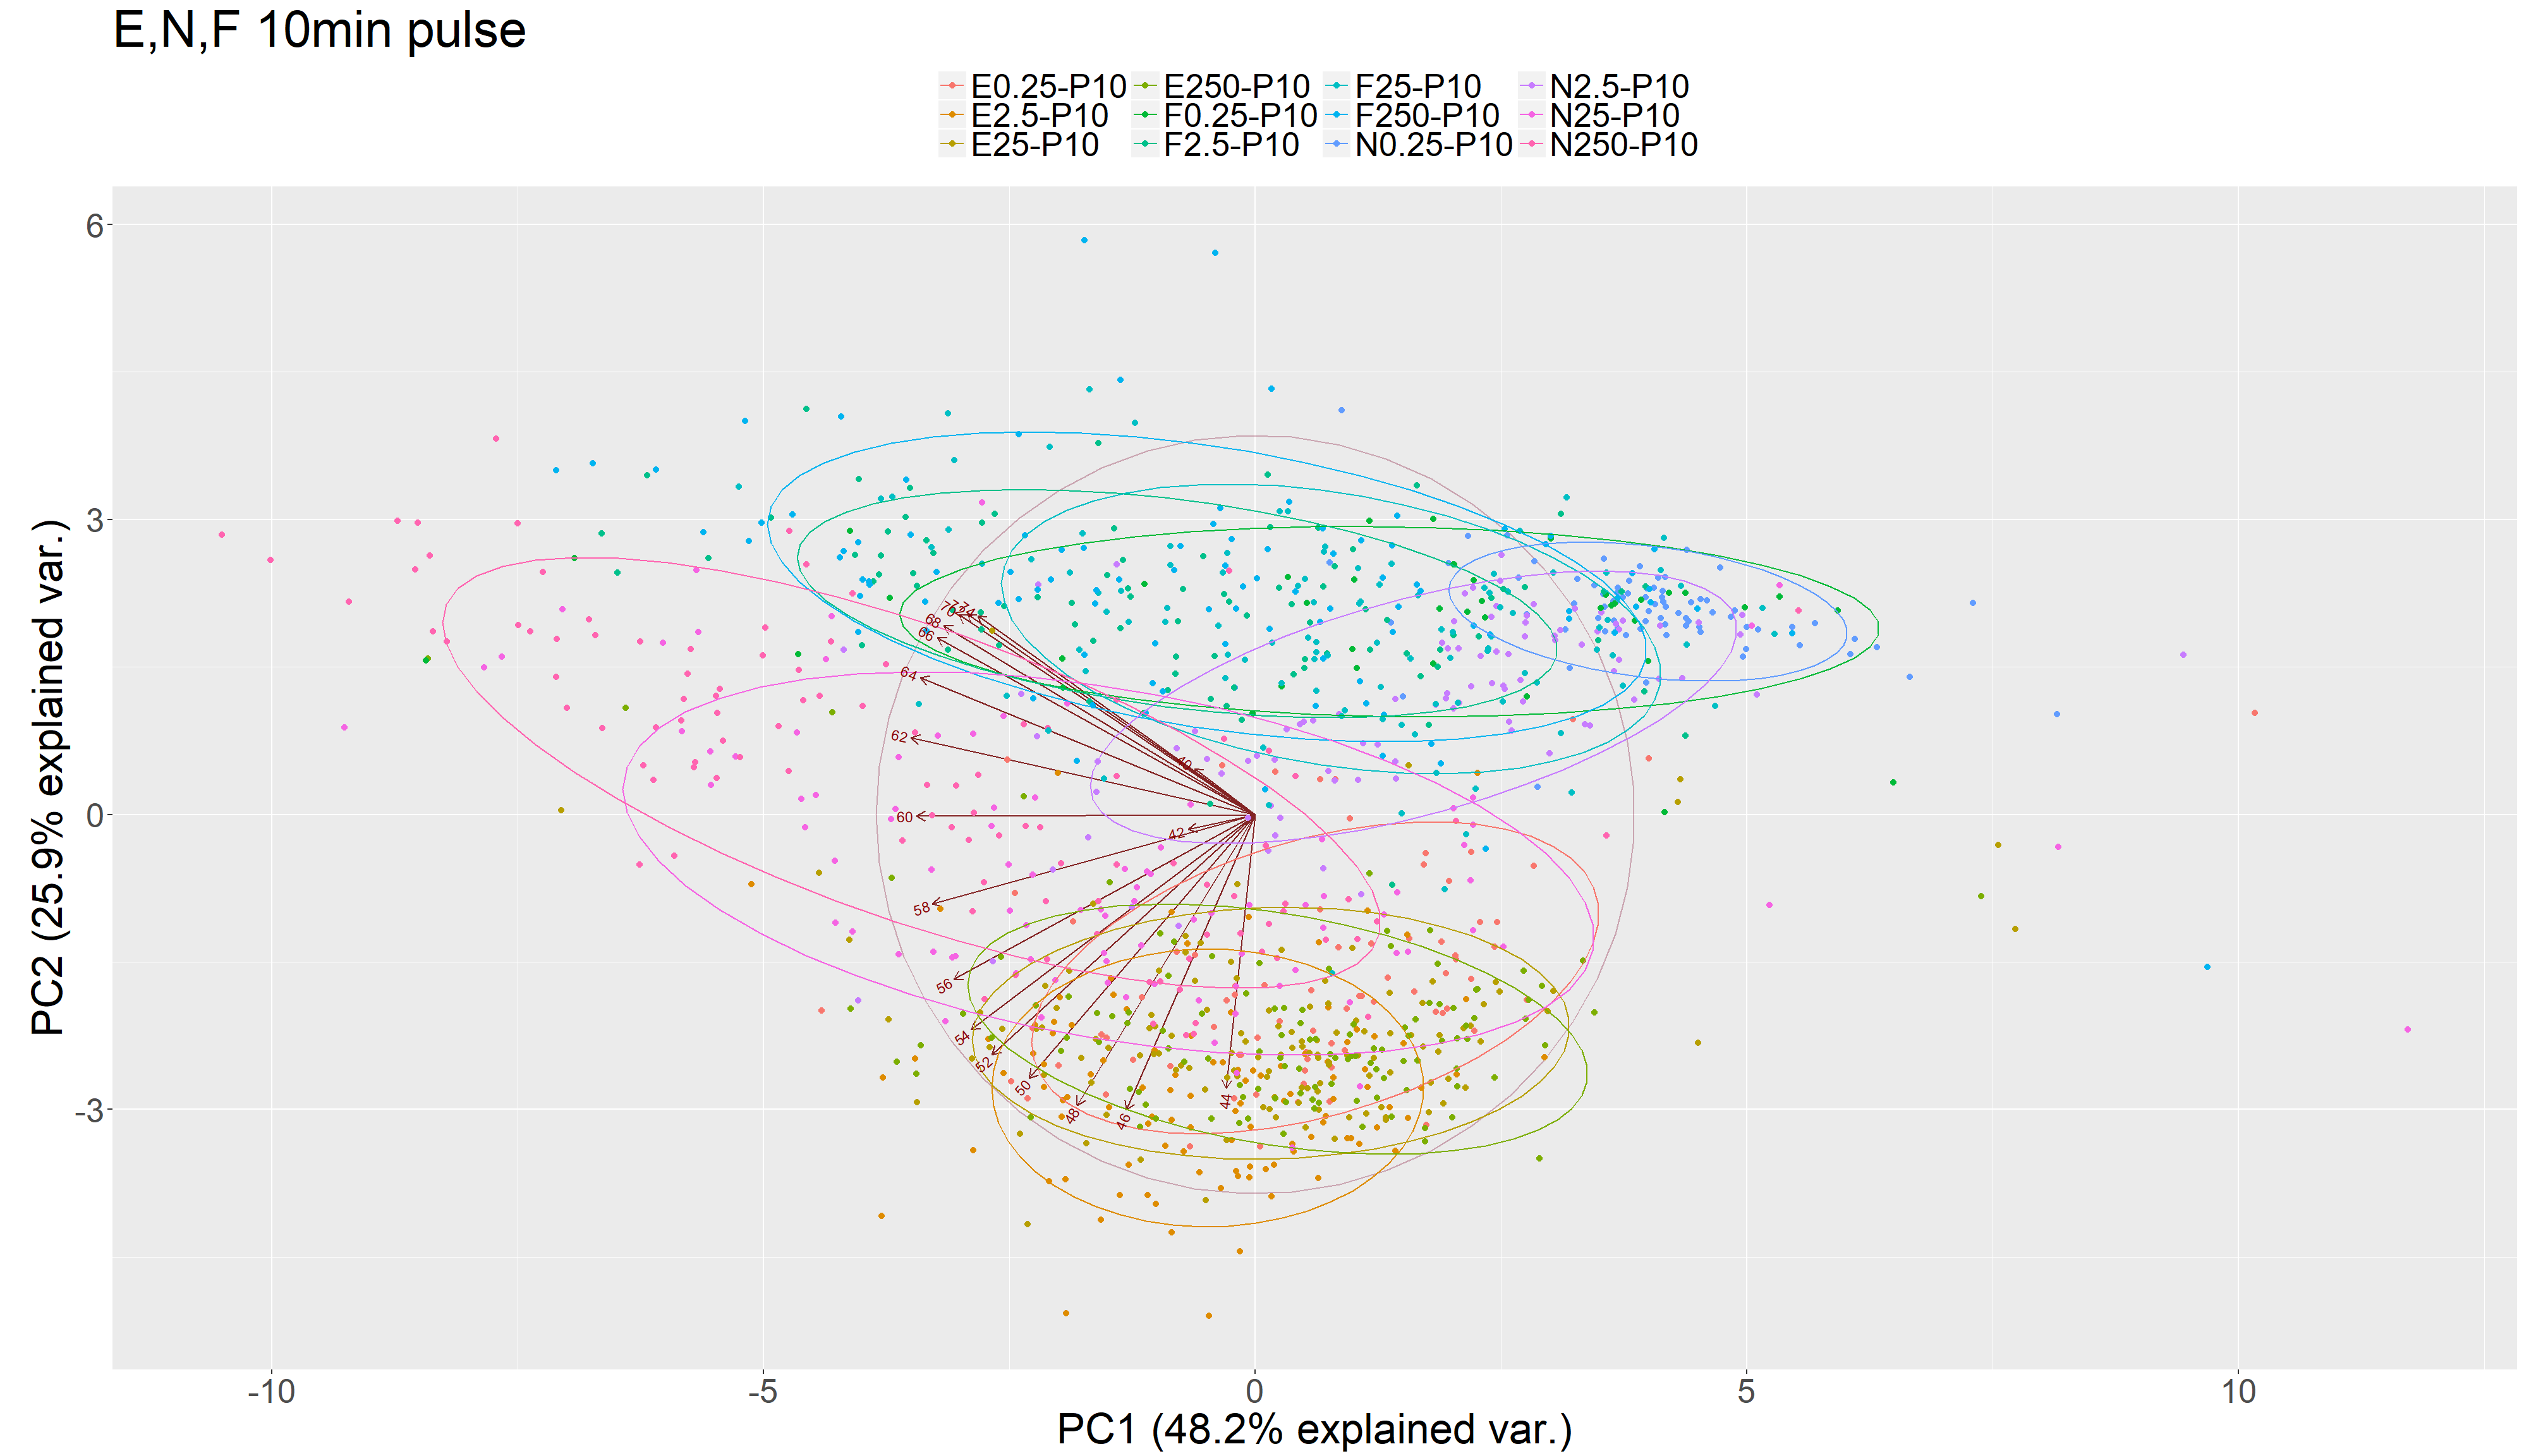 E,N,F 10min pulse
E0.25-P10 E250-P10 F25-P10 N2.5-P10
E2.5-P10 F0.25-P10 F250-P10 N25-P10
E25-P10 F2.5-P10 N0.25-P10 N250-P10
6
3
0
-3
PC2 (25.9% explained var.)
68
66
64
62
40
60
42
58
56
54
52
50
48
46
44
-10 -5 0 5 10
PC1 (48.2% explained var.)